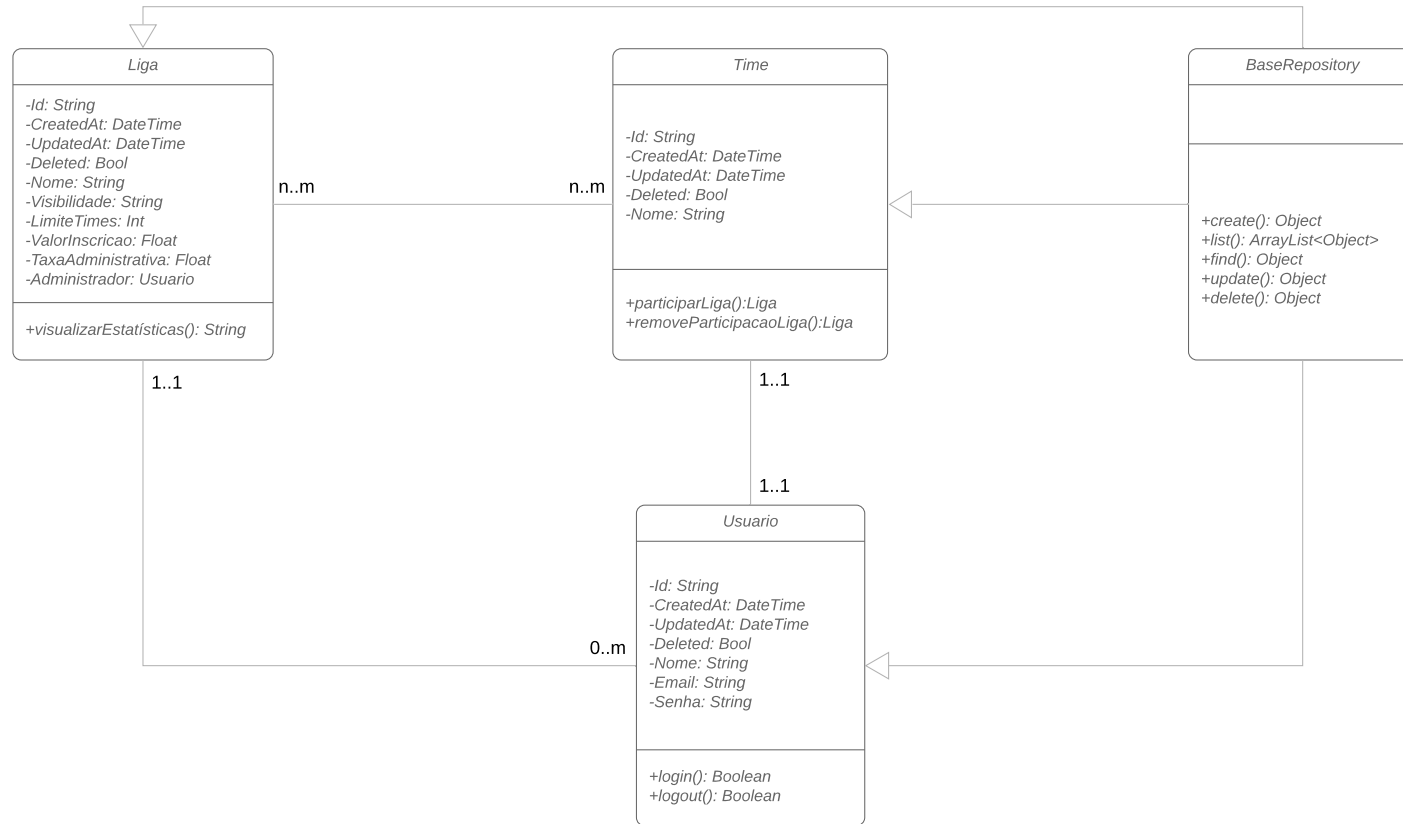 Liga
-Id: String
-CreatedAt: DateTime
-UpdatedAt: DateTime
-Deleted: Bool
-Nome: String
-Visibilidade: String
-LimiteTimes: Int
-ValorInscricao: Float
-TaxaAdministrativa: Float
-Administrador: Usuario
+visualizarEstatísticas(): String
n..m
n..m
Time
-Id: String
-CreatedAt: DateTime
-UpdatedAt: DateTime
-Deleted: Bool
-Nome: String
+participarLiga():Liga
+removeParticipacaoLiga():Liga
BaseRepository
+create(): Object
+list(): ArrayList<Object>
+find(): Object
+update(): Object
+delete(): Object
1..1
1..1
1..1
0..m
Usuario
-Id: String
-CreatedAt: DateTime
-UpdatedAt: DateTime
-Deleted: Bool
-Nome: String
-Email: String
-Senha: String
+login(): Boolean
+logout(): Boolean